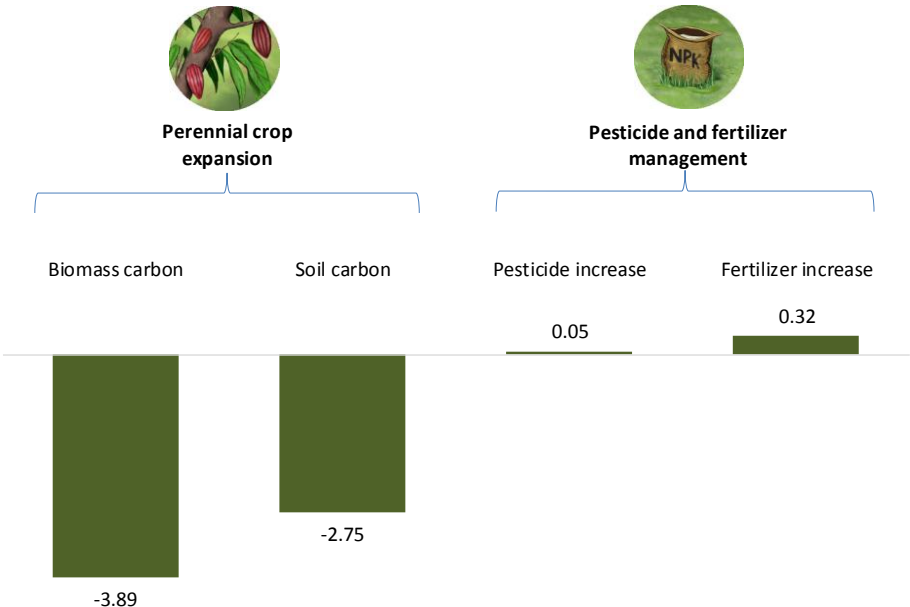 NPK
Perennial crop
expansion
Pesticide and fertilizer
management
Biomass carbon
Soil carbon
Pesticide increase
Fertilizer increase
0.05
0.32
-2.75
-3.89